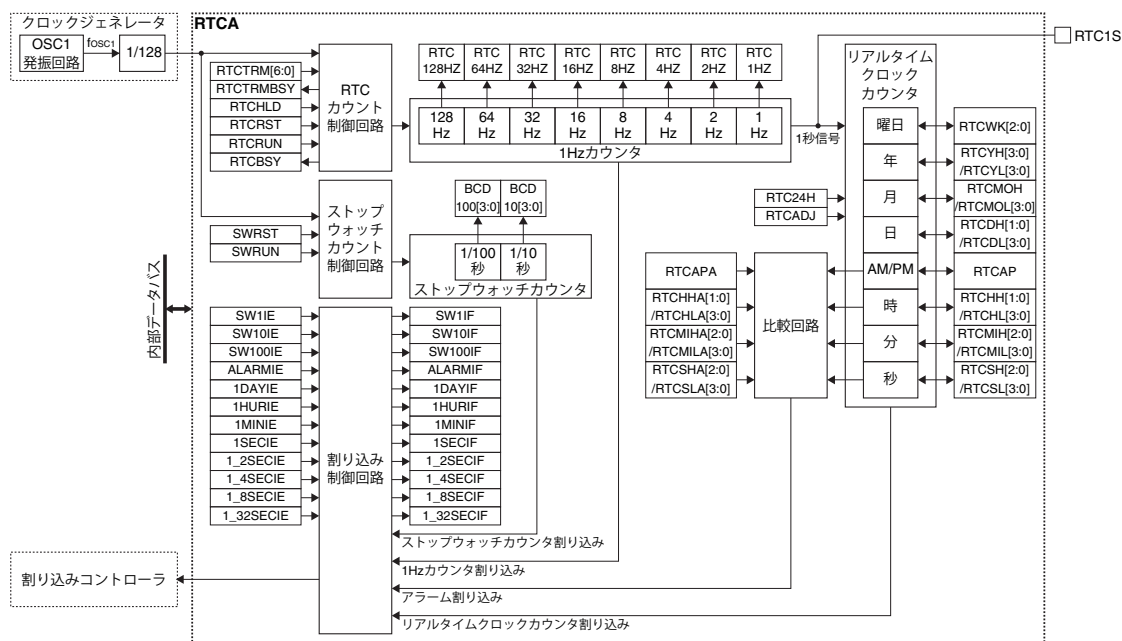 クロックジェネレータ
OSC1
発振回路
fOSC1
1/128
RTCA
RTC1S
RTCTRM[6:0]
RTCTRMBSY
RTCHLD
RTCRST
RTCRUN
RTCBSY
RTC
カウント
制御回路
RTC
128HZ
RTC
64HZ
RTC
32HZ
RTC
16HZ
RTC
8HZ
RTC
4HZ
RTC
2HZ
RTC
1HZ
128
Hz
64
Hz
32
Hz
16
Hz
8
Hz
4
Hz
2
Hz
1
Hz
1Hzカウンタ
1秒信号
リアルタイム
クロック
カウンタ
曜日
年
月
日
AM/PM
時
分
秒
RTCWK[2:0]
RTCYH[3:0]
/RTCYL[3:0]
RTCMOH
/RTCMOL[3:0]
RTCDH[1:0]
/RTCDL[3:0]
RTCAP
RTCHH[1:0]
/RTCHL[3:0]
RTCMIH[2:0]
/RTCMIL[3:0]
RTCSH[2:0]
/RTCSL[3:0]
RTC24H
RTCADJ
SWRST
SWRUN
ストップ
ウォッチ
カウント
制御回路
BCD
100[3:0]
BCD
10[3:0]
1/100
秒
1/10
秒
ストップウォッチカウンタ
RTCAPA
RTCHHA[1:0]
/RTCHLA[3:0]
RTCMIHA[2:0]
/RTCMILA[3:0]
RTCSHA[2:0]
/RTCSLA[3:0]
比較回路
内部データバス
SW1IE
SW10IE
SW100IE
ALARMIE
1DAYIE
1HURIE
1MINIE
1SECIE
1_2SECIE
1_4SECIE
1_8SECIE
1_32SECIE
割り込み
制御回路
SW1IF
SW10IF
SW100IF
ALARMIF
1DAYIF
1HURIF
1MINIF
1SECIF
1_2SECIF
1_4SECIF
1_8SECIF
1_32SECIF
ストップウォッチカウンタ割り込み
1Hzカウンタ割り込み
アラーム割り込み
リアルタイムクロックカウンタ割り込み
割り込みコントローラ